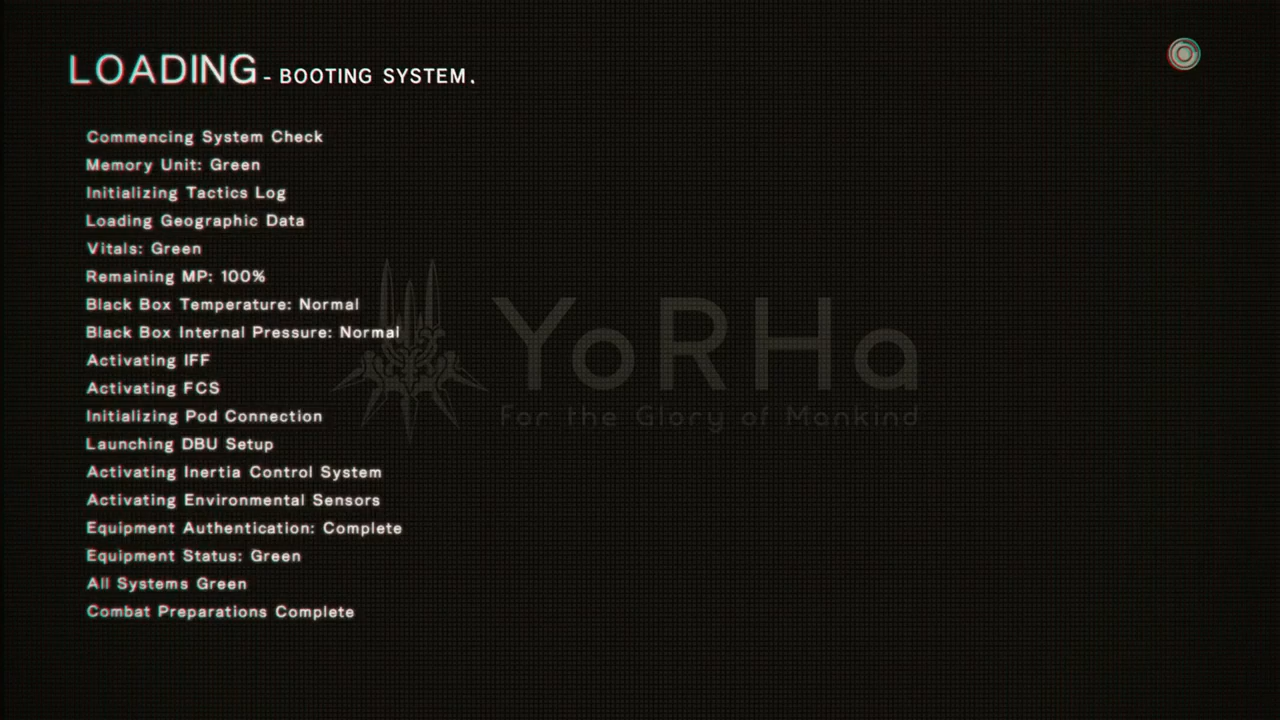 LOADING - BOOTING SYSTEM.
Commencing System Check
Memory Unit: Green
Initializing Tactics Log
Loading Geographic Data
Vitals: Green
Remaining MP: 100%
Black Box Temperature: Normal
Black Box Internal Pressure: Normal
Activating IFF
Activating FCS
Initializing Pod Connection
Launching DBU Setup
Activating Inertia Control System
Activating Environmental Sensors
Equipment Authentication: Complete
Equipment Status: Green
All Systems Green
Combat Preparations Complete
YoRHa
For the Glory of Mankind